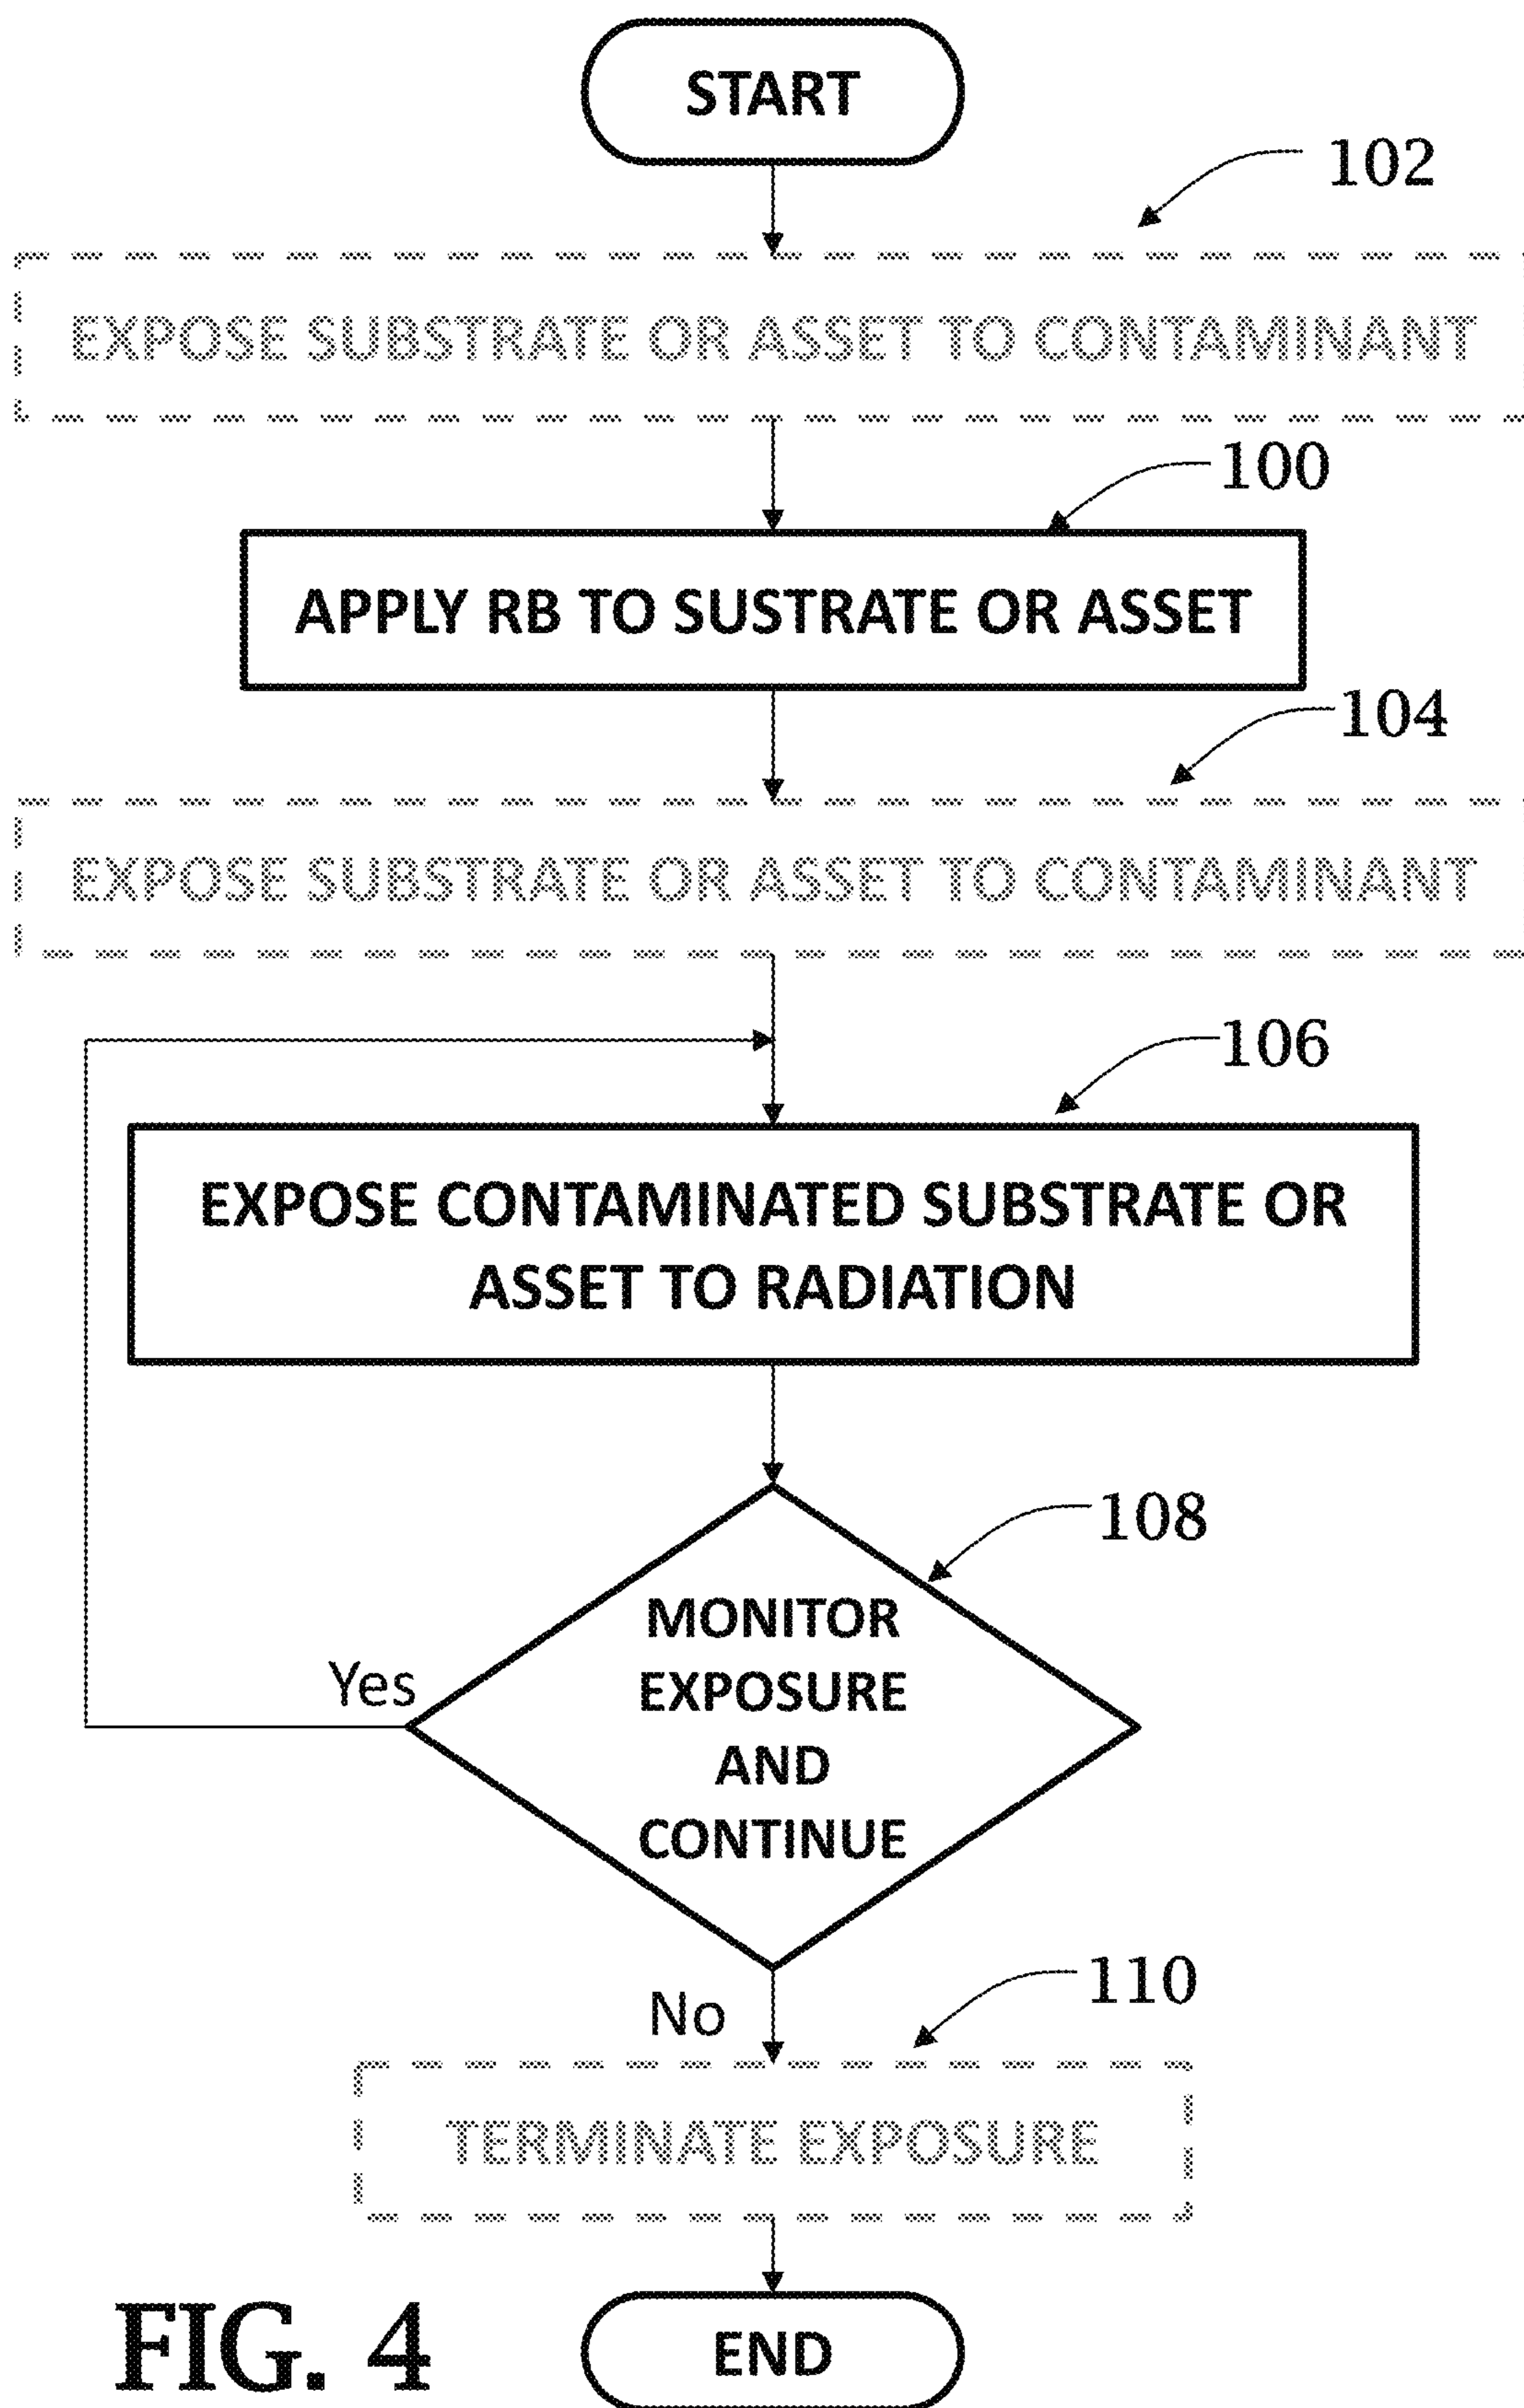 START
102
EXPOSE SUBSTRATE OR ASSET TO CONTAMINANT
100
APPLY RB TO SUSTRATE OR ASSET
104
EXPOSE SUBSTRATE OR ASSET TO CONTAMINANT
106
EXPOSE CONTAMINATED SUBSTRATE OR
ASSET TO RADIATION
108
MONITOR
EXPOSURE
AND
CONTINUE
Yes
No
110
TERMINATE EXPOSURE
END
FIG. 4